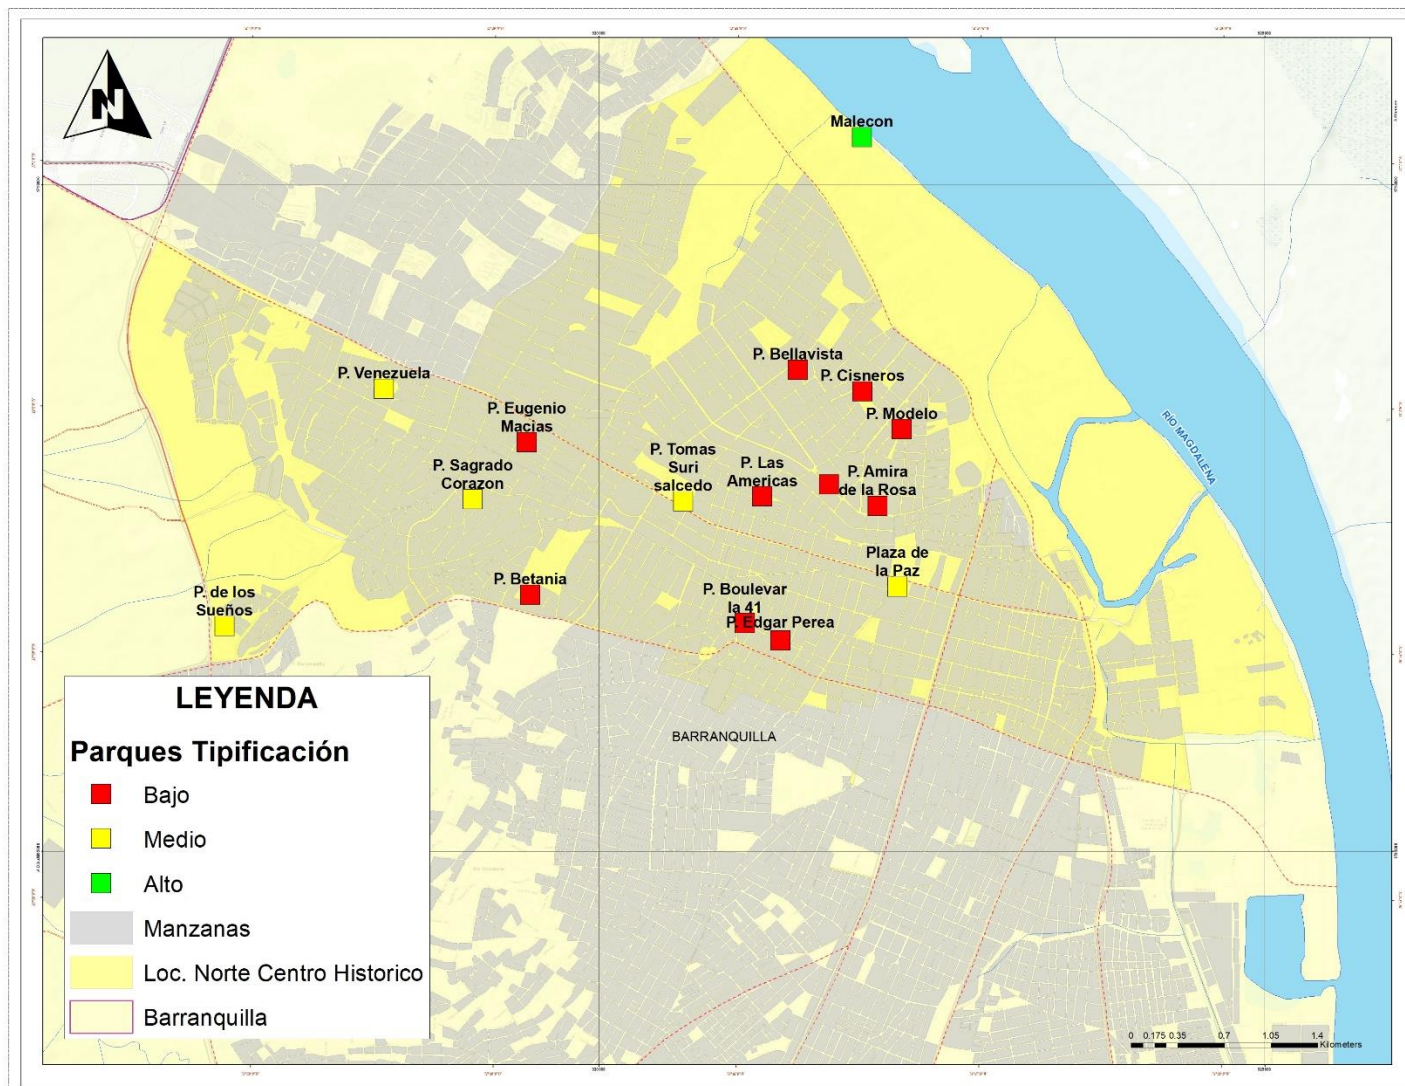 N
Malecon
P. Bellavista
P. Venezuela
P. Cisneros
P. Eugenio
Macias
P. Modelo
RÍO MAGDALENA
P. Tomas
Suri
salcedo
P. Sagrado
Corazon
P. Las
Americas
P. Amira
de la Rosa
Plaza de
la Paz
P. Betania
P. de los
Sueños
P. Boulevar
la 41
P. Edgar Perea
BARRANQUILLA
LEYENDA
Parques Tipificación
Bajo
Medio
Alto
Manzanas
Loc. Norte Centro Historico
Barranquilla
0 0.175 0.35 0.7 1.05 1.4
Kilometers